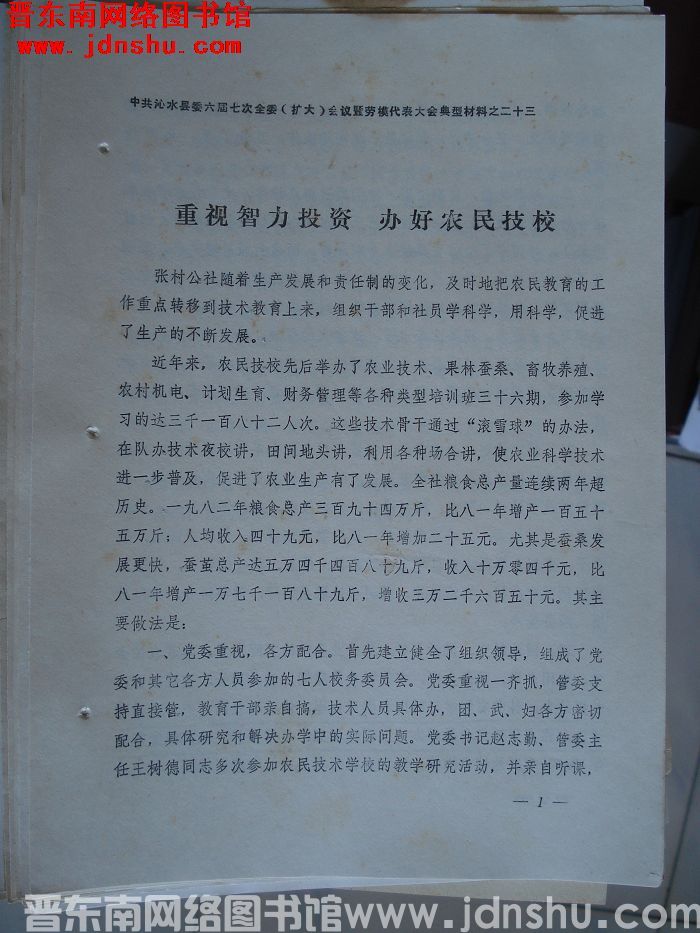 晋东南网络图书馆
www.jdnshu.com
中共沁水县委六届七次全委（扩大）会议暨劳模代表大会典型材料之二十三
重视智力投资 办好农民技校
张村公社随着生产发展和责任制的变化，及时地把农民教育的工
作重点转移到技术教育上来，组织干部和社员学科学，用科学，促进
了生产的不断发展。
近年来，农民技校先后举办了农业技术、果林蚕桑、畜牧养殖、
农村机电、计划生育、财务管理等各种类型培训班三十六期，参加学
习的达三千一百八十二人次。这些技术骨干通过“滚雪球”的办法，
在队办技术夜校讲，田间地头讲，利用各种场合讲，使农业科学技术
进一步普及，促进了农业生产有了发展。全社粮食总产量连续两年超
历史。一九八二年粮食总产三百九十四万斤，比八一年增产一百五十
五万斤；人均收入四十九元，比八一年增加二十五元。尤其是蚕桑发
展更快，蚕茧总产达五万四千四百八十九斤，收入十万零四千元，比
八一年增产一万七千一百八十九斤，增收三万二千六百五十元。其主
要做法是：
一、党委重视，各方配合。首先建立健全了组织领导，组成了党
委和其它各方人员参加的七人校务委员会。党委重视一齐抓，管委支
持直接管，教育干部亲自搞，技术人员具体办，团、武、妇各方密切
配合，具体研究和解决办学中的实际问题。党委书记赵志勤、管委主
任王树德同志多次参加农民技术学校的教学研究活动，并亲自听课，
— 1 —
晋东南网络图书馆 www.jdnshu.com